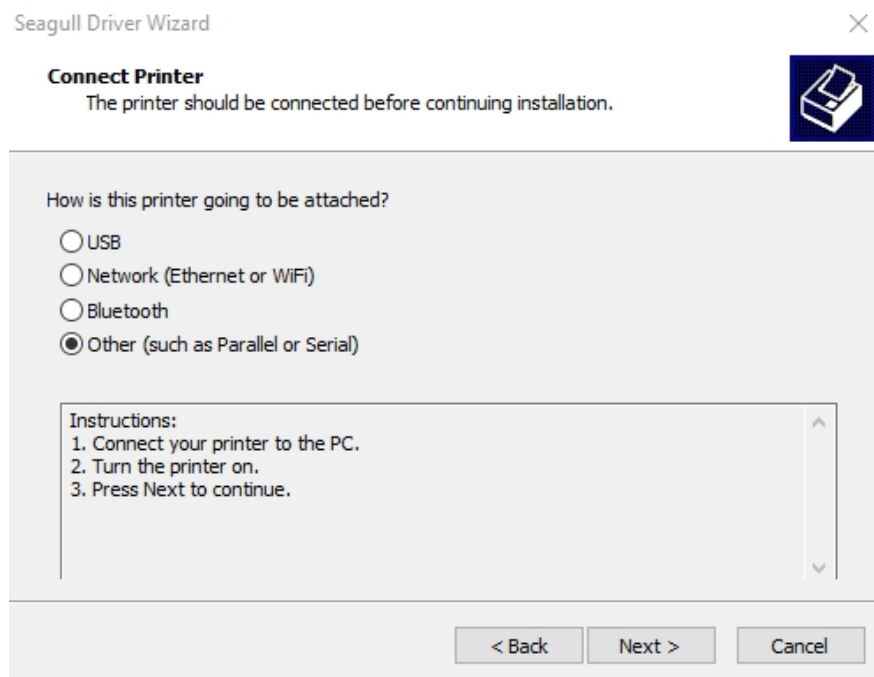 Seagull Driver Wizard
Connect Printer
The printer should be connected before continuing installation.
How is this printer going to be attached?
USB
Network (Ethernet or WiFi)
Bluetooth
Other (such as Parallel or Serial)
Instructions:
1. Connect your printer to the PC.
2. Turn the printer on.
3. Press Next to continue.
< Back Next > Cancel